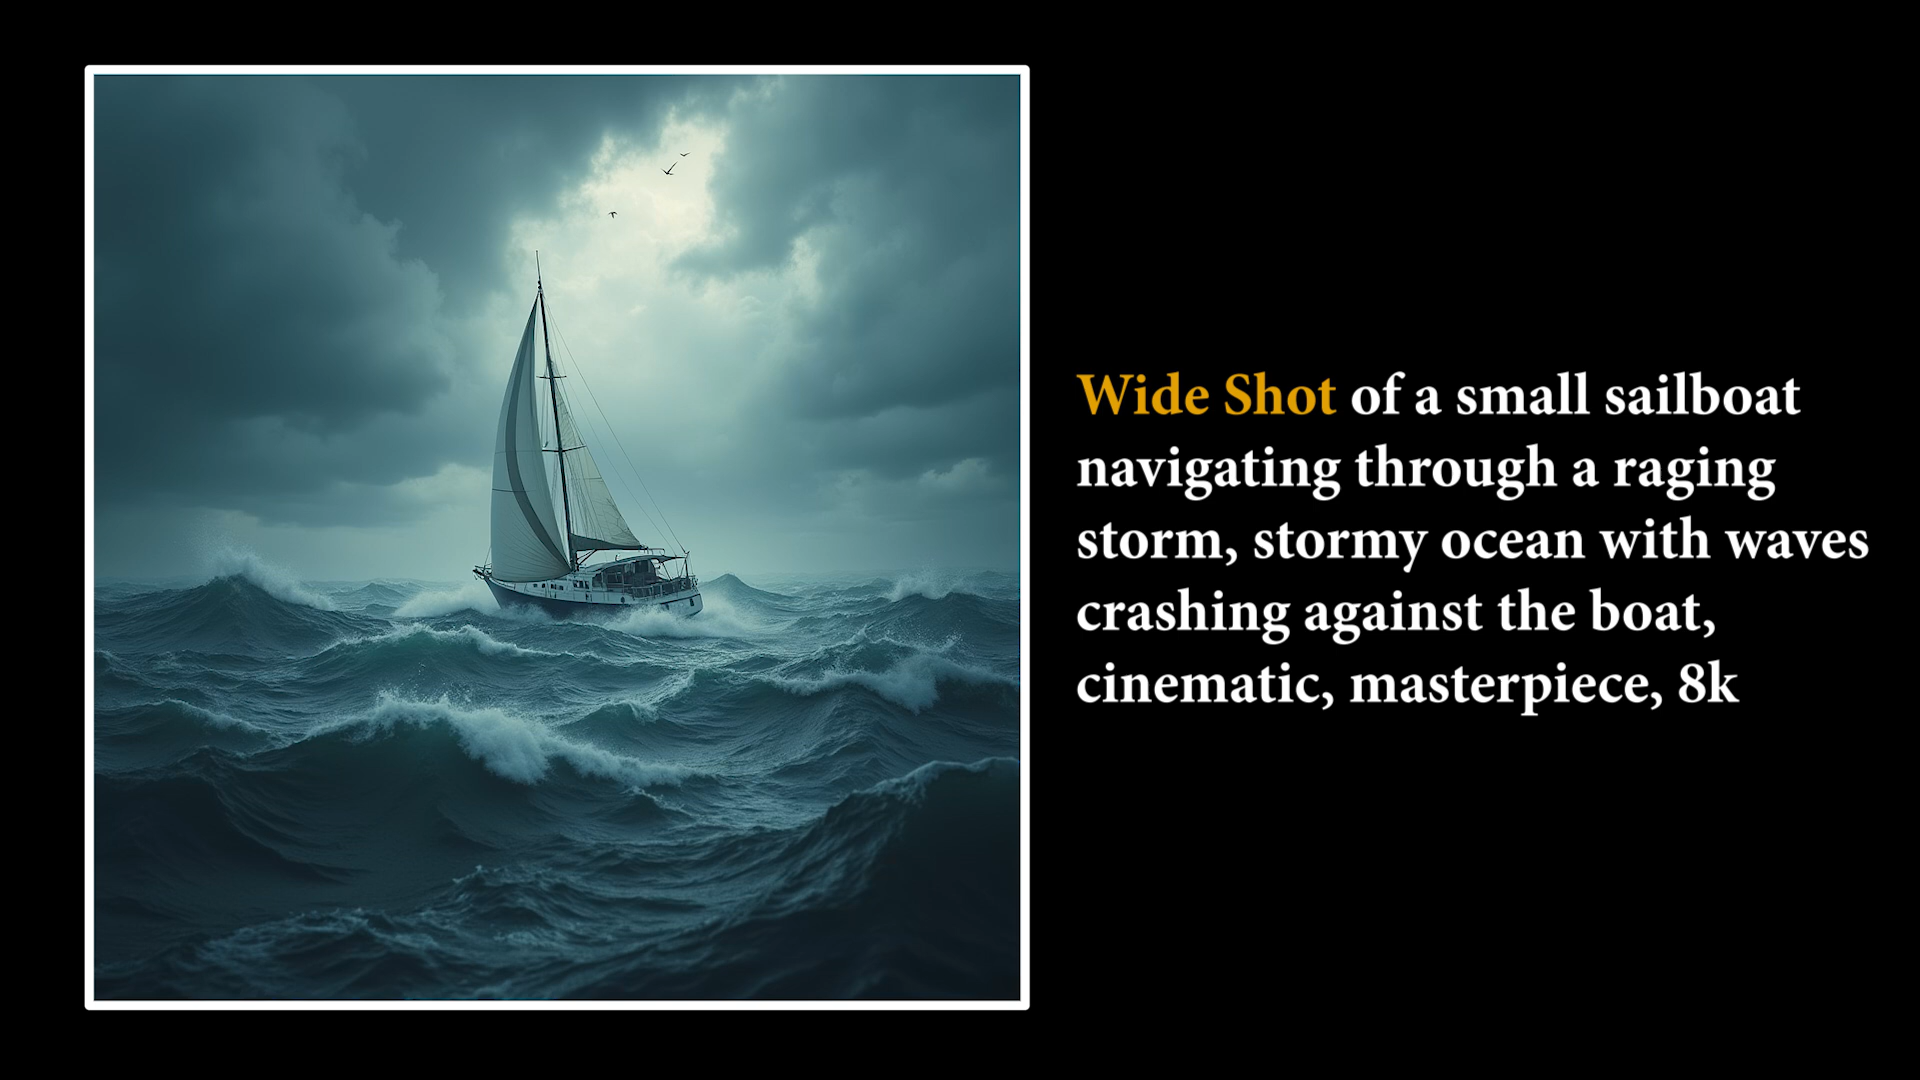 Wide Shot of a small sailboat
navigating through a raging
storm, stormy ocean with waves
crashing against the boat,
cinematic, masterpiece, 8k